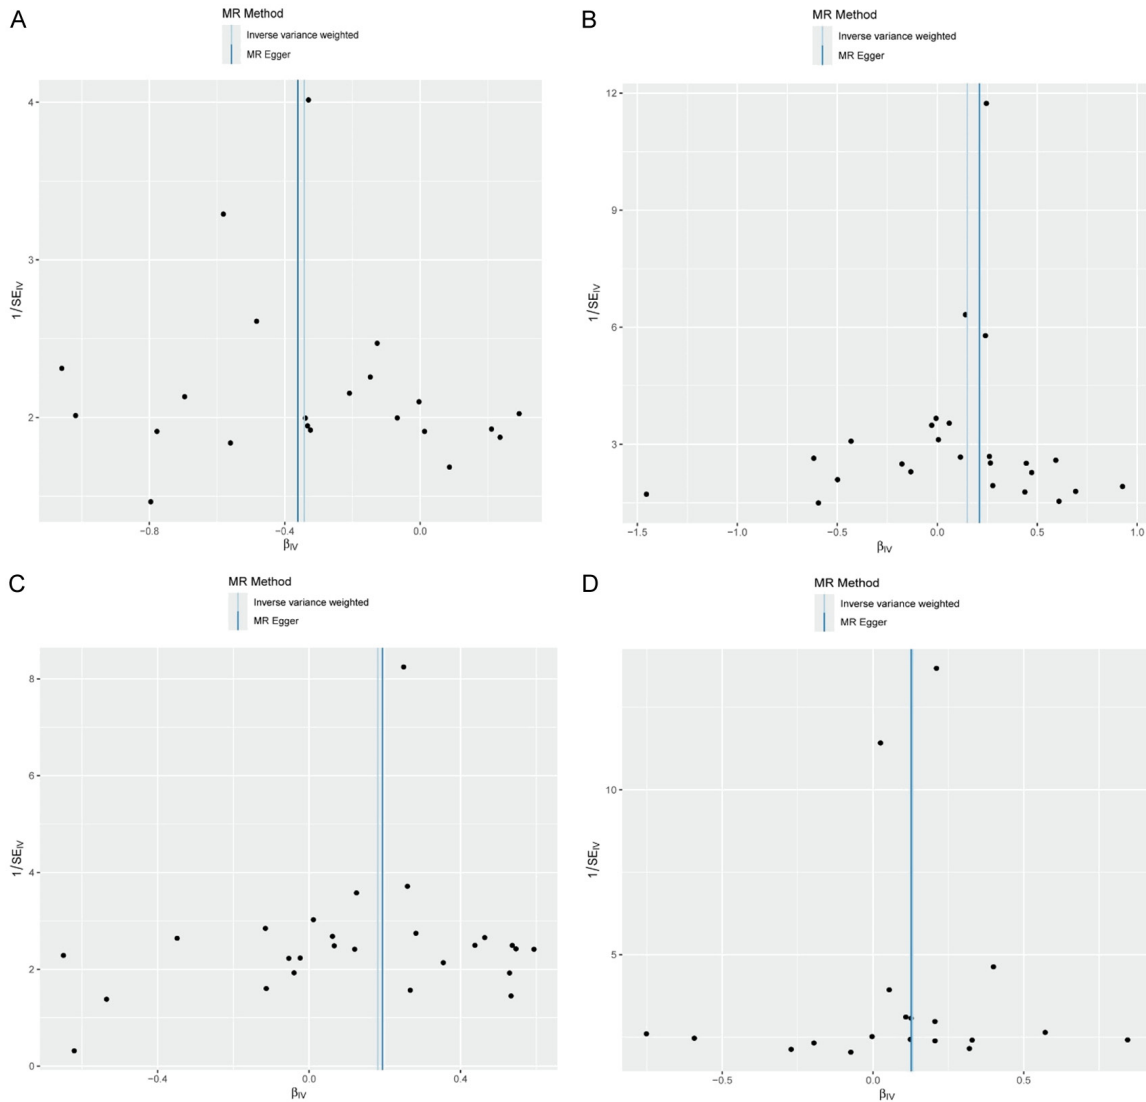 A
MR Method
Inverse variance weighted
MR Egger
4
3
2
1/SE_IV
−0.8
−0.4
0.0
β_IV
B
MR Method
Inverse variance weighted
MR Egger
12
9
6
3
1/SE_IV
−1.5
−1.0
−0.5
0.0
0.5
1.0
β_IV
C
MR Method
Inverse variance weighted
MR Egger
8
6
4
2
0
1/SE_IV
−0.4
0.0
0.4
β_IV
D
MR Method
Inverse variance weighted
MR Egger
10
5
1/SE_IV
−0.5
0.0
0.5
β_IV